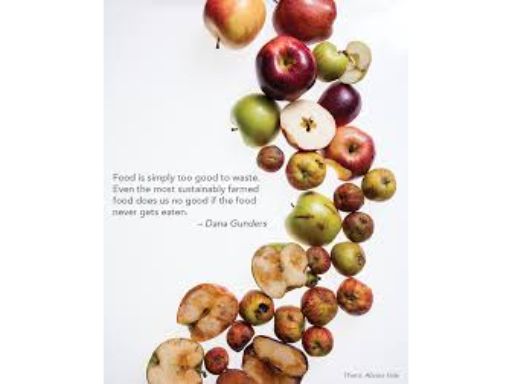 Food is simply too good to waste.
Even the most sustainably farmed
food does us no good if the food
never gets eaten.
– Dana Gunders